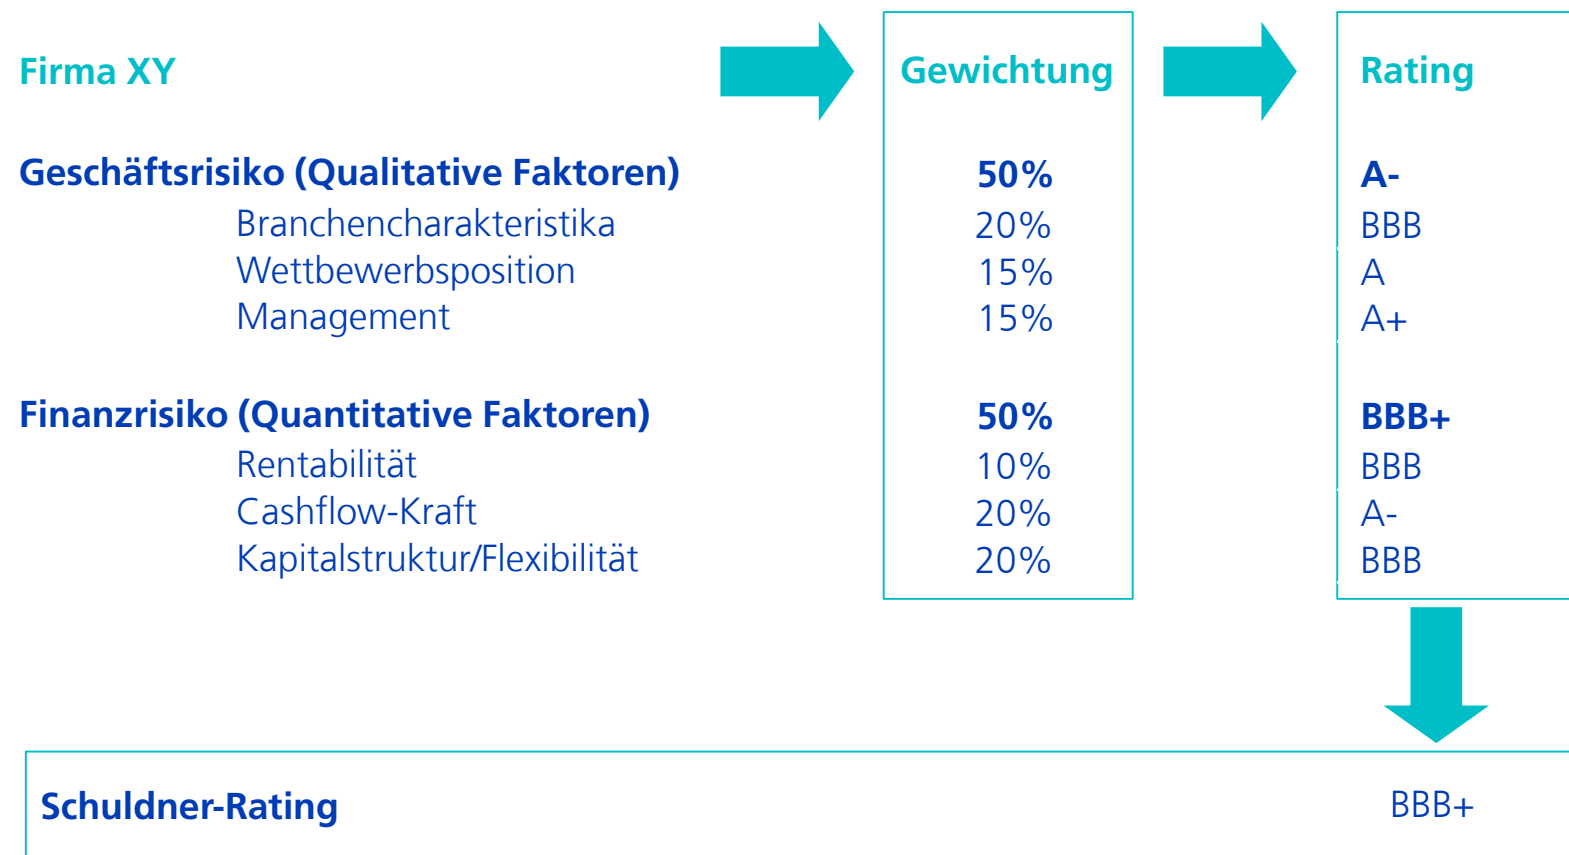 Firma XY Gewichtung Rating
Geschäftsrisiko (Qualitative Faktoren) 50% A-
Branchencharakteristika 20% BBB
Wettbewerbsposition 15% A
Management 15% A+
Finanzrisiko (Quantitative Faktoren) 50% BBB+
Rentabilität 10% BBB
Cashflow-Kraft 20% A-
Kapitalstruktur/Flexibilität 20% BBB
Schuldner-Rating BBB+